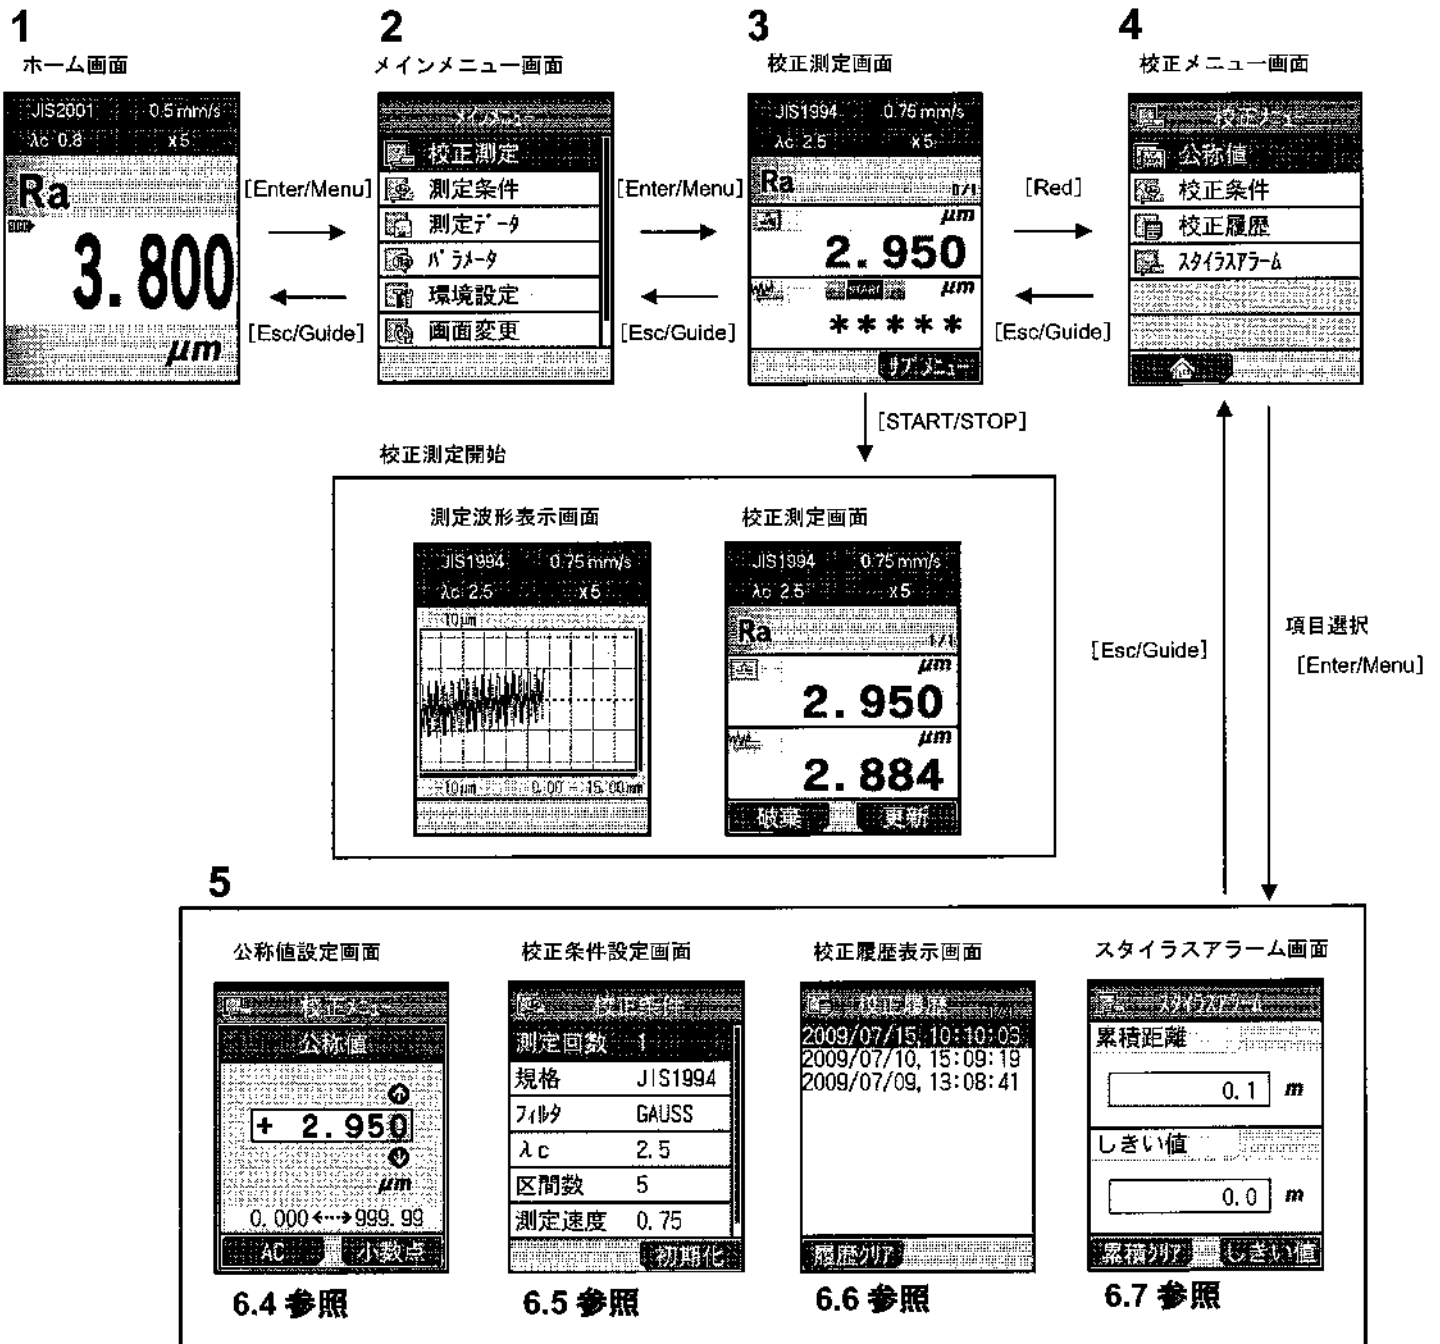 1
ホーム画面
JIS2001 0.5mm/s
λc 0.8 x5
Ra
3.800
μm
[Enter/Menu]
[Esc/Guide]
2
メインメニュー画面
メインメニュー
校正測定
測定条件
測定データ
パラメータ
環境設定
画面変更
[Enter/Menu]
[Esc/Guide]
3
校正測定画面
JIS1994 0.75mm/s
λc 2.5 x5
Ra
0/1
μm
2.950
START
μm
*****
サブメニュー
[Red]
[Esc/Guide]
4
校正メニュー画面
校正メニュー
公称値
校正条件
校正履歴
スタイラスアラーム
[START/STOP]
校正測定開始
測定波形表示画面
JIS1994 0.75mm/s
λc 2.5 x5
10μm
-10μm 0.00 - 15.00mm
校正測定画面
JIS1994 0.75mm/s
λc 2.5 x5
Ra
1/1
μm
2.950
μm
2.884
破棄 更新
[Esc/Guide]
項目選択
[Enter/Menu]
5
公称値設定画面
校正メニュー
公称値
+ 2.950
μm
0.000 ‹···› 999.99
AC 小数点
6.4 参照
校正条件設定画面
校正条件
測定回数 1
規格 JIS1994
フィルタ GAUSS
λc 2.5
区間数 5
測定速度 0.75
初期化
6.5 参照
校正履歴表示画面
校正履歴 1/1
2009/07/15, 10:10:03
2009/07/10, 15:09:19
2009/07/09, 13:08:41
履歴クリア
6.6 参照
スタイラスアラーム画面
スタイラスアラーム
累積距離
0.1 m
しきい値
0.0 m
累積クリア しきい値
6.7 参照